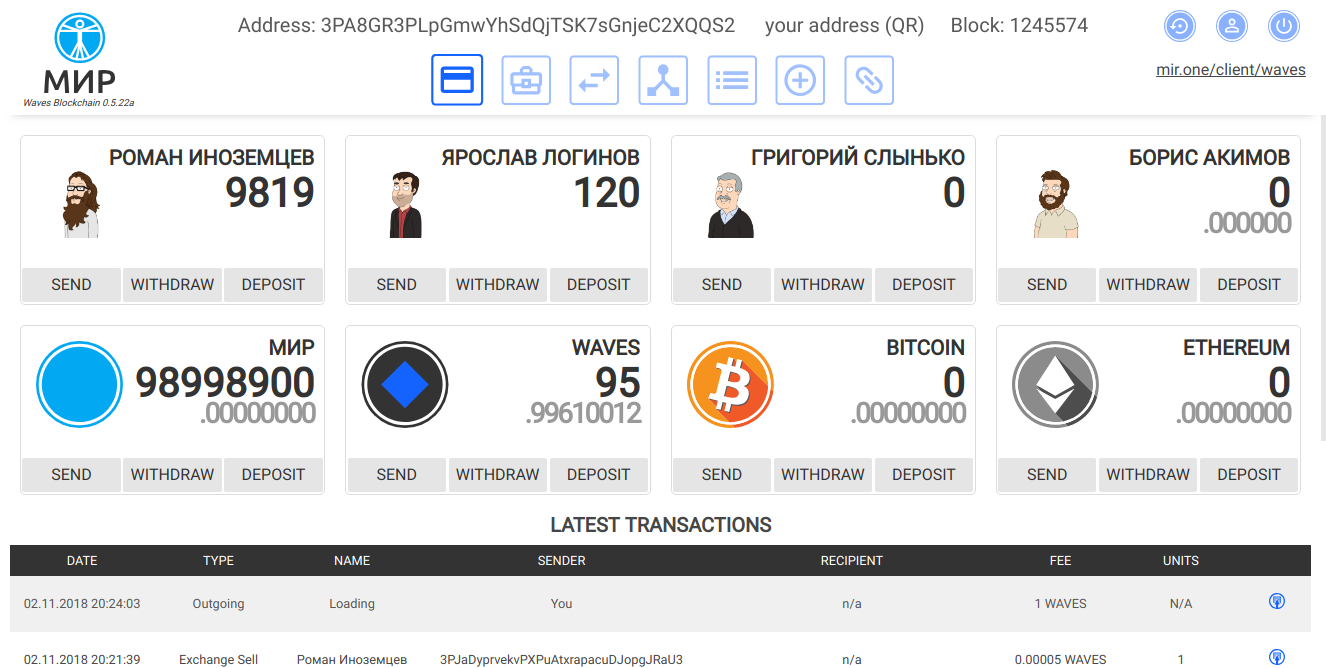 Address: 3PA8GR3PLpGmwYhSdQjTSK7sGnjeC2XQQS2 your address (QR) Block: 1245574
МИР
Waves Blockchain 0.5.22a
mir.one/client/waves
РОМАН ИНОЗЕМЦЕВ
9819
SEND WITHDRAW DEPOSIT
ЯРОСЛАВ ЛОГИНОВ
120
SEND WITHDRAW DEPOSIT
ГРИГОРИЙ СЛЫНЬКО
0
SEND WITHDRAW DEPOSIT
БОРИС АКИМОВ
0
.000000
SEND WITHDRAW DEPOSIT
МИР
98998900
.00000000
SEND WITHDRAW DEPOSIT
WAVES
95
.99610012
SEND WITHDRAW DEPOSIT
BITCOIN
0
.00000000
SEND WITHDRAW DEPOSIT
ETHEREUM
0
.00000000
SEND WITHDRAW DEPOSIT
LATEST TRANSACTIONS
DATE TYPE NAME SENDER RECIPIENT FEE UNITS
02.11.2018 20:24:03 Outgoing Loading You n/a 1 WAVES N/A
02.11.2018 20:21:39 Exchange Sell Роман Иноземцев 3PJaDyprvekvPXPuAtxrapacuDJopgJRaU3 n/a 0.00005 WAVES 1